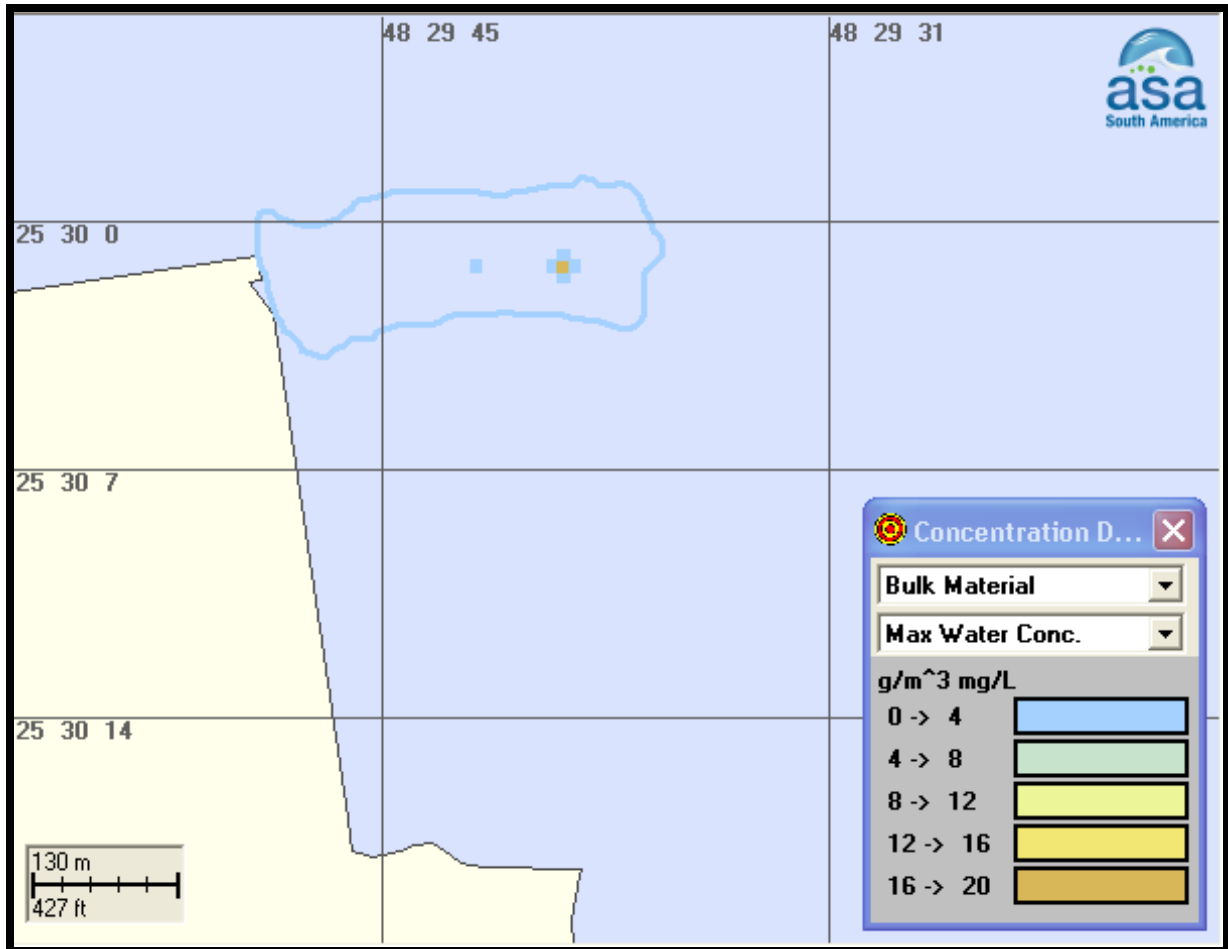 48 29 45
48 29 31
asa
South America
25 30 0
25 30 7
25 30 14
Concentration D...
Bulk Material
Max Water Conc.
g/m^3 mg/L
0 -> 4
4 -> 8
8 -> 12
12 -> 16
16 -> 20
130 m
427 ft